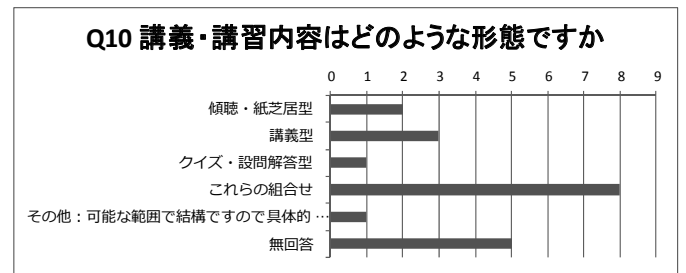 Q10 講義・講習内容はどのような形態ですか
0 1 2 3 4 5 6 7 8 9
傾聴・紙芝居型
講義型
クイズ・設問解答型
これらの組合せ
その他：可能な範囲で結構ですので具体的 …
無回答